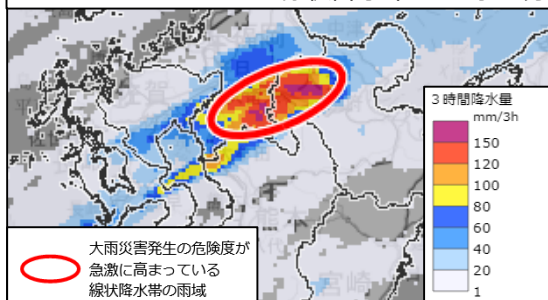 3時間降水量
mm/3h
150
120
100
80
60
40
20
1
大雨災害発生の危険度が
急激に高まっている
線状降水帯の雨域